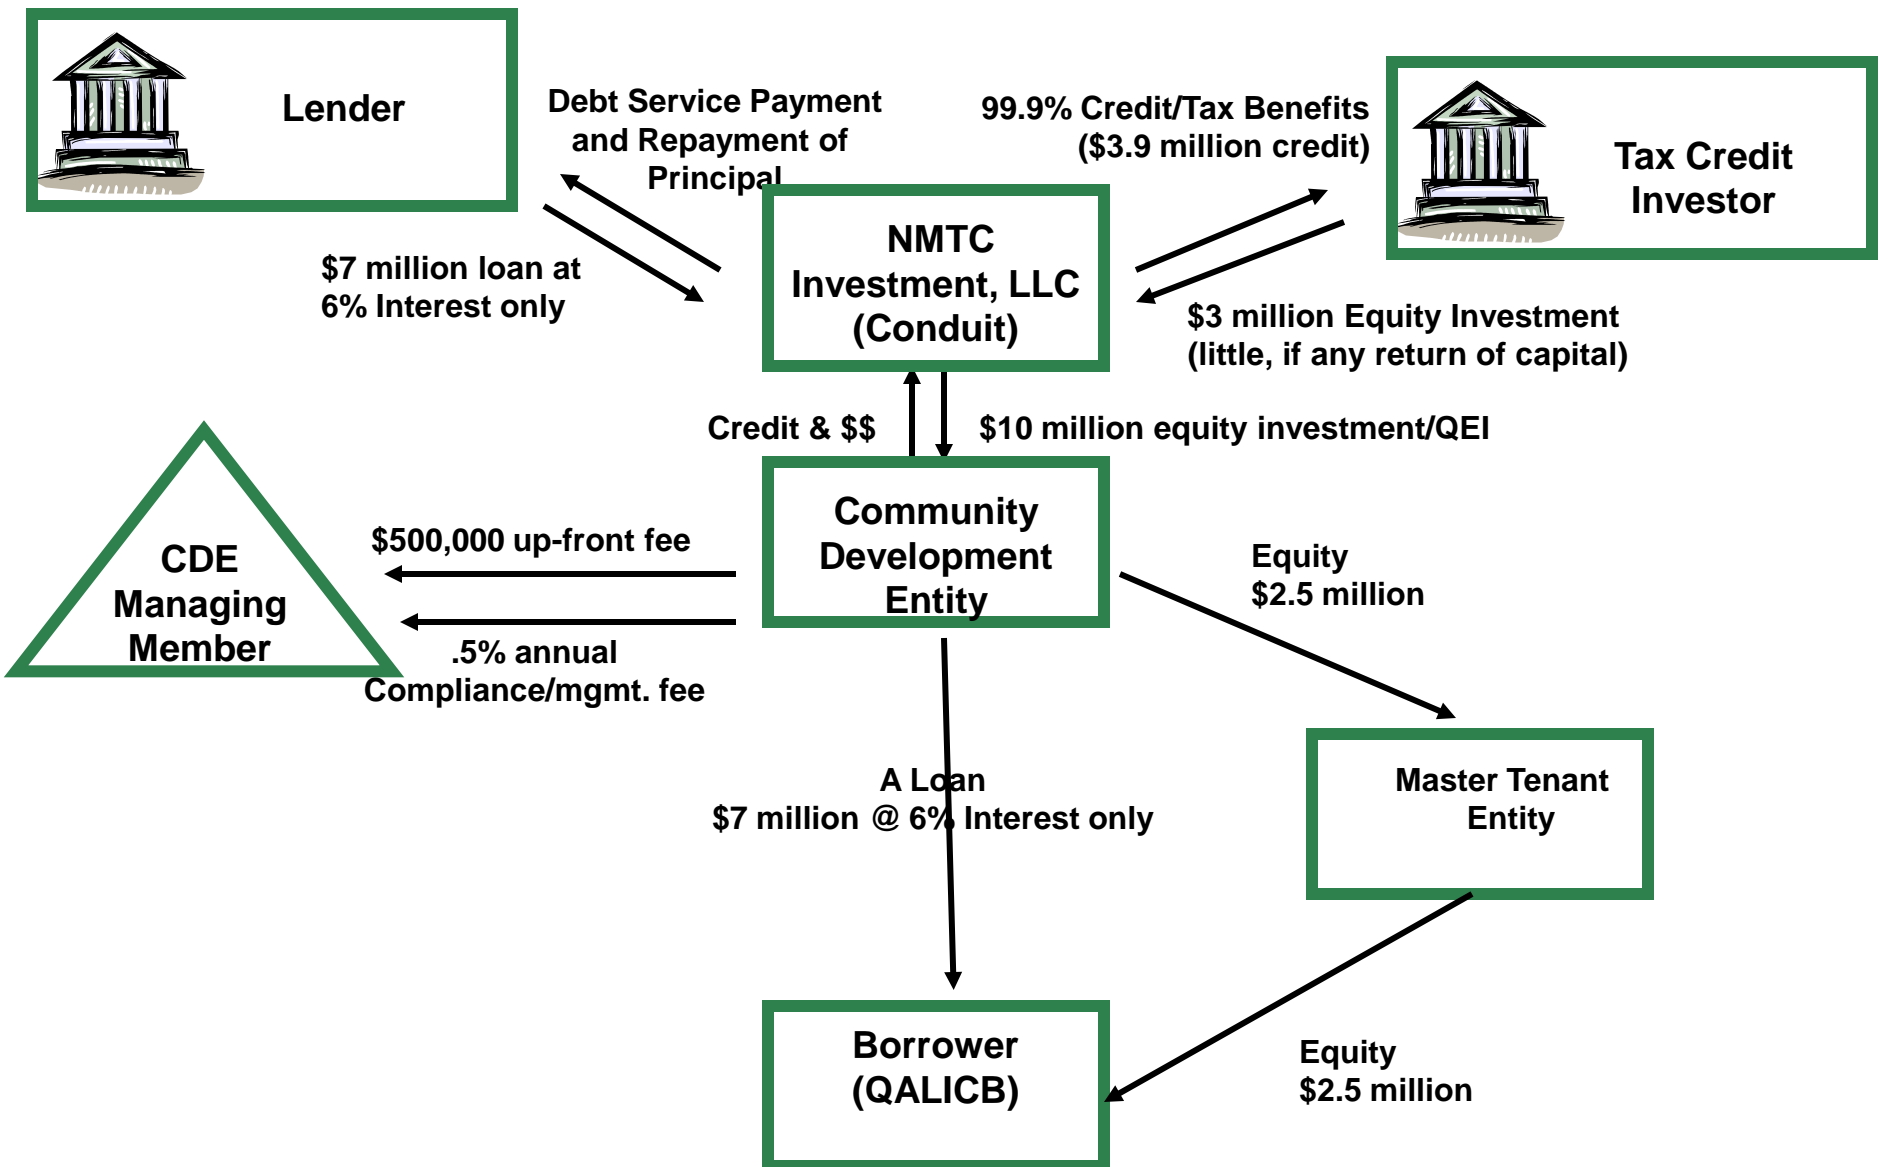 Lender
Debt Service Payment
and Repayment of
Principal
99.9% Credit/Tax Benefits
($3.9 million credit)
Tax Credit
Investor
$7 million loan at
6% Interest only
NMTC
Investment, LLC
(Conduit)
$3 million Equity Investment
(little, if any return of capital)
Credit & $$
$10 million equity investment/QEI
CDE
Managing
Member
$500,000 up-front fee
.5% annual
Compliance/mgmt. fee
Community
Development
Entity
Equity
$2.5 million
A Loan
$7 million @ 6% Interest only
Master Tenant
Entity
Borrower
(QALICB)
Equity
$2.5 million